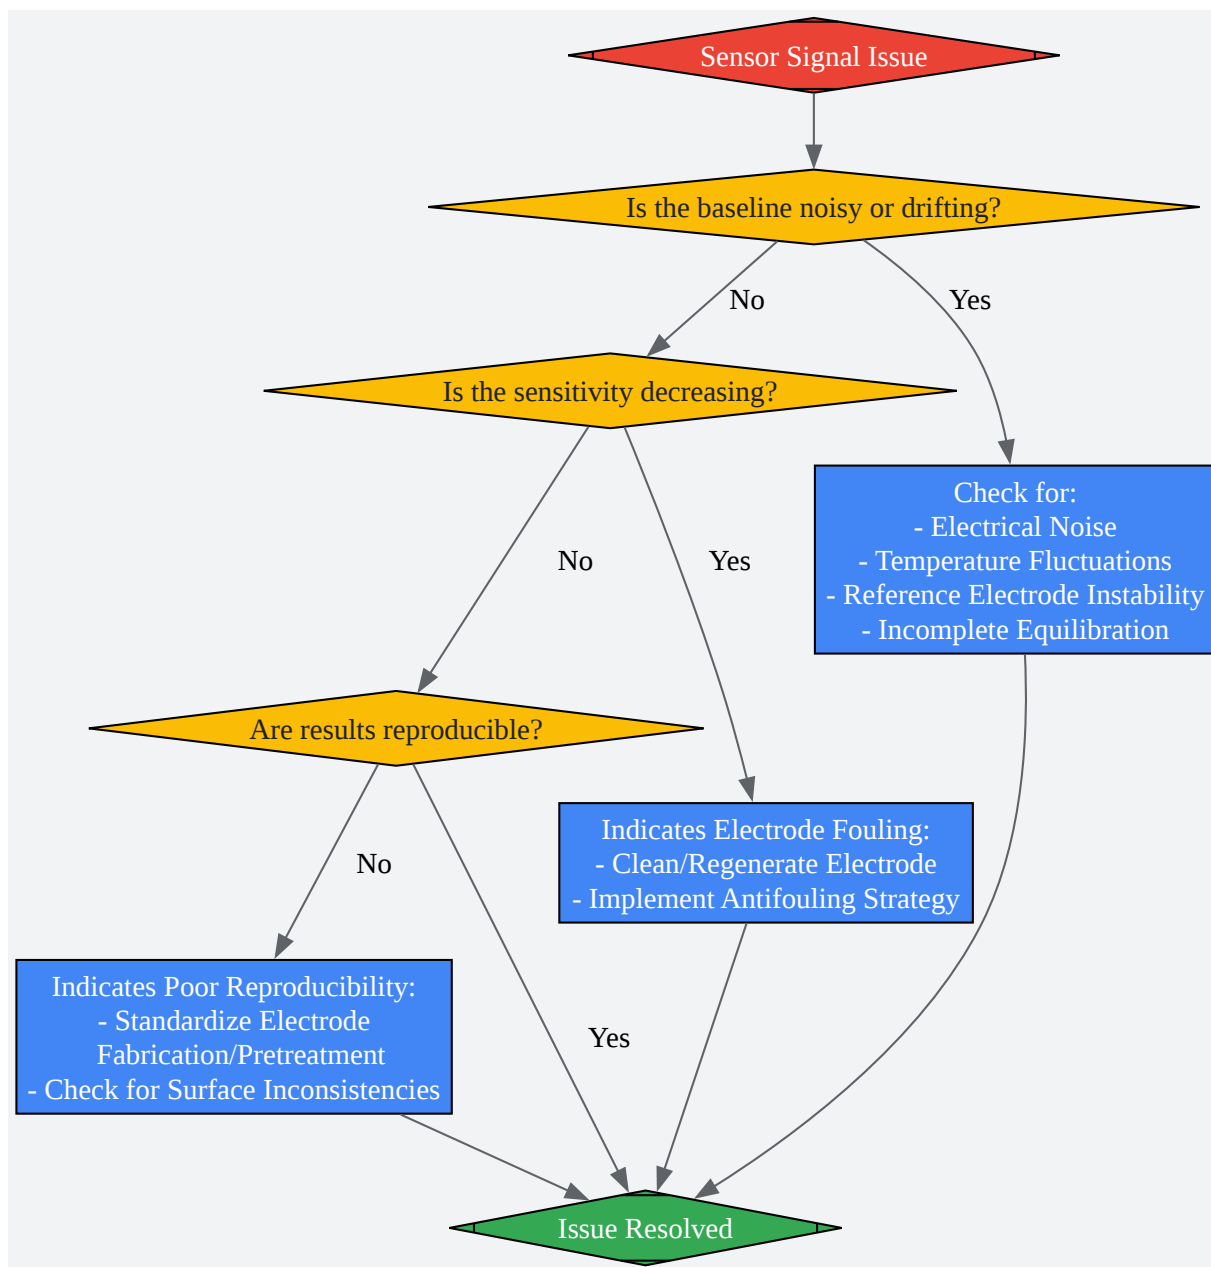 Sensor Signal Issue
Is the baseline noisy or drifting?
No
Yes
Is the sensitivity decreasing?
Check for:
- Electrical Noise
- Temperature Fluctuations
- Reference Electrode Instability
- Incomplete Equilibration
No
Yes
Are results reproducible?
Indicates Electrode Fouling:
- Clean/Regenerate Electrode
- Implement Antifouling Strategy
No
Yes
Indicates Poor Reproducibility:
- Standardize Electrode
Fabrication/Pretreatment
- Check for Surface Inconsistencies
Issue Resolved